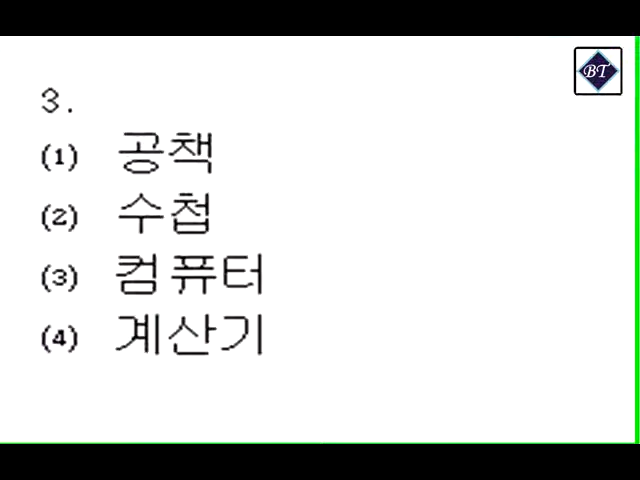 BT
3.
(1) 공책
(2) 수첩
(3) 컴퓨터
(4) 계산기